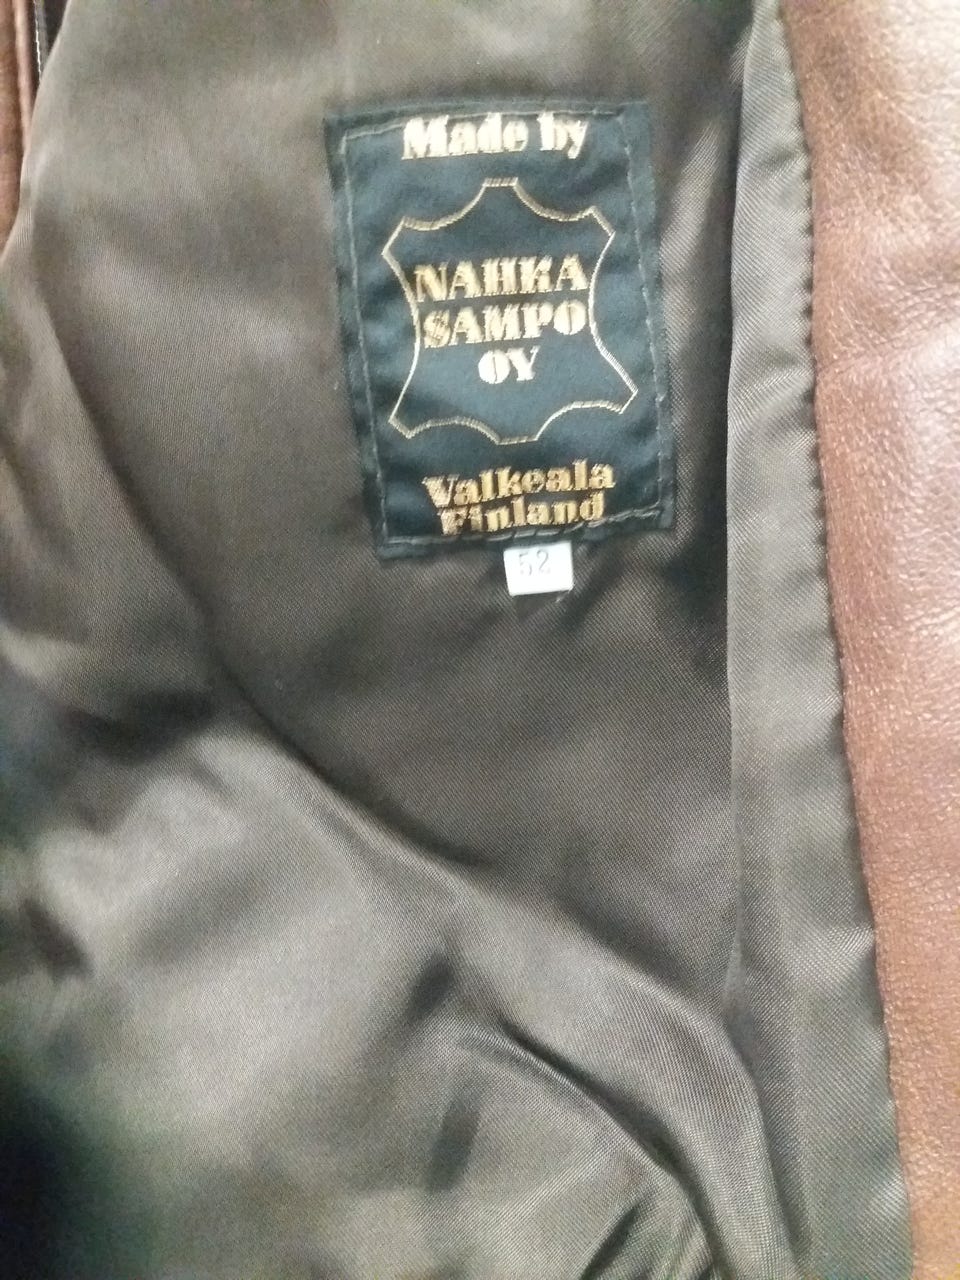 Made by
NAHKA
SAMPO
OY
Valkeala
Finland
52